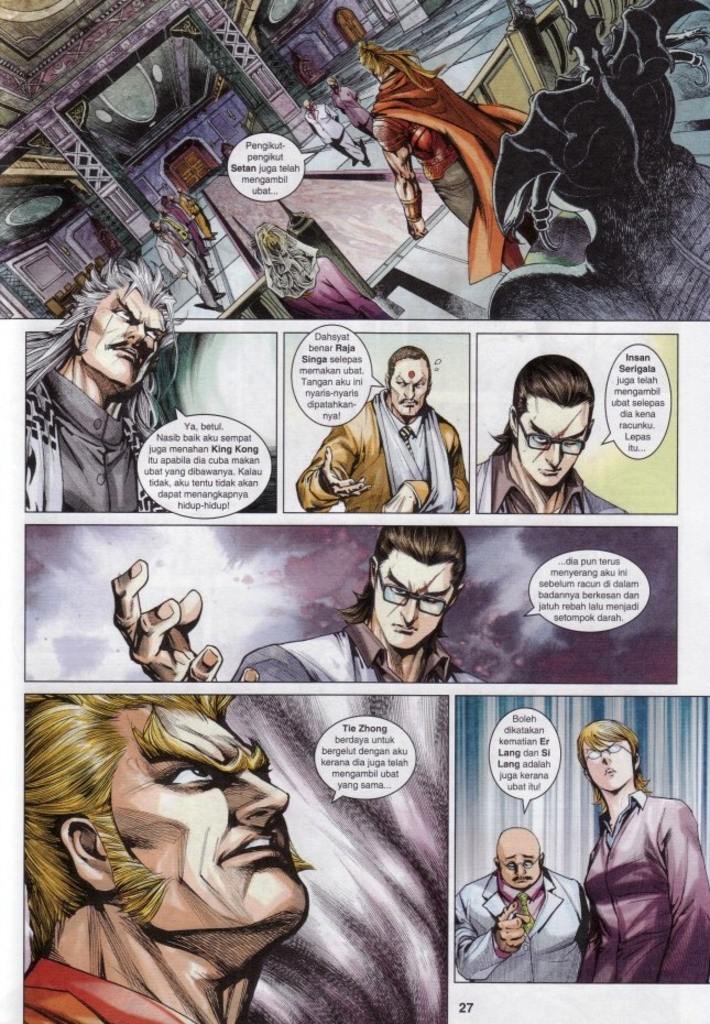 Pengikut-
pengikut
Setan juga telah
mengambil
ubat...
Ya, betul.
Nasib baik aku sempat
juga menahan King Kong
itu apabila dia cuba makan
ubat yang dibawanya. Kalau
tidak, aku tentu tidak akan
dapat menangkapnya
hidup-hidup!
Dahsyat
benar Raja
Singa selepas
memakan ubat.
Tangan aku ini
nyaris-nyaris
dipatahkan-
nya!
Insan
Serigala
juga telah
mengambil
ubat selepas
dia kena
racunku.
Lepas
itu...
...dia pun terus
menyerang aku ini
sebelum racun di dalam
badannya berkesan dan
jatuh rebah lalu menjadi
setompok darah.
Tie Zhong
berdaya untuk
bergelut dengan aku
kerana dia juga telah
mengambil ubat
yang sama...
Boleh
dikatakan
kematian Er
Lang dan Si
Lang adalah
juga kerana
ubat itu!
27